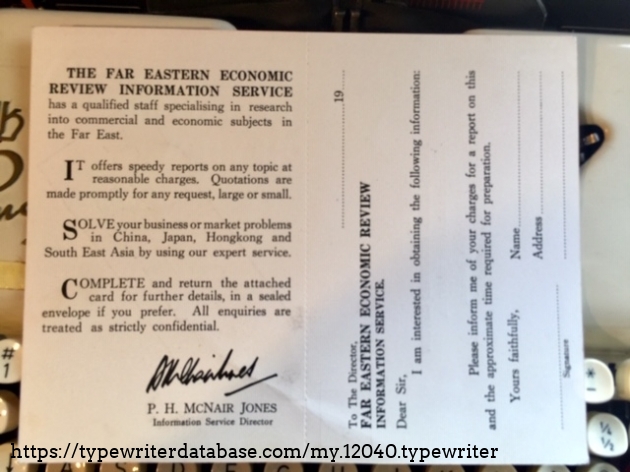 THE FAR EASTERN ECONOMIC
REVIEW INFORMATION SERVICE
has a qualified staff specialising in research
into commercial and economic subjects in
the Far East.
IT offers speedy reports on any topic at
reasonable charges. Quotations are
made promptly for any request, large or small.
SOLVE your business or market problems
in China, Japan, Hongkong and
South East Asia by using our expert service.
COMPLETE and return the attached
card for further details, in a sealed
envelope if you prefer. All enquiries are
treated as strictly confidential.
P. H. MCNAIR JONES
Information Service Director
19
To The Director,
FAR EASTERN ECONOMIC REVIEW
INFORMATION SERVICE.
Dear Sir,
I am interested in obtaining the following information:
Please inform me of your charges for a report on this
and the approximate time required for preparation.
Yours faithfully,
Name
Address
Signature
#
1
*
¼
½
https://typewriterdatabase.com/my.12040.typewriter